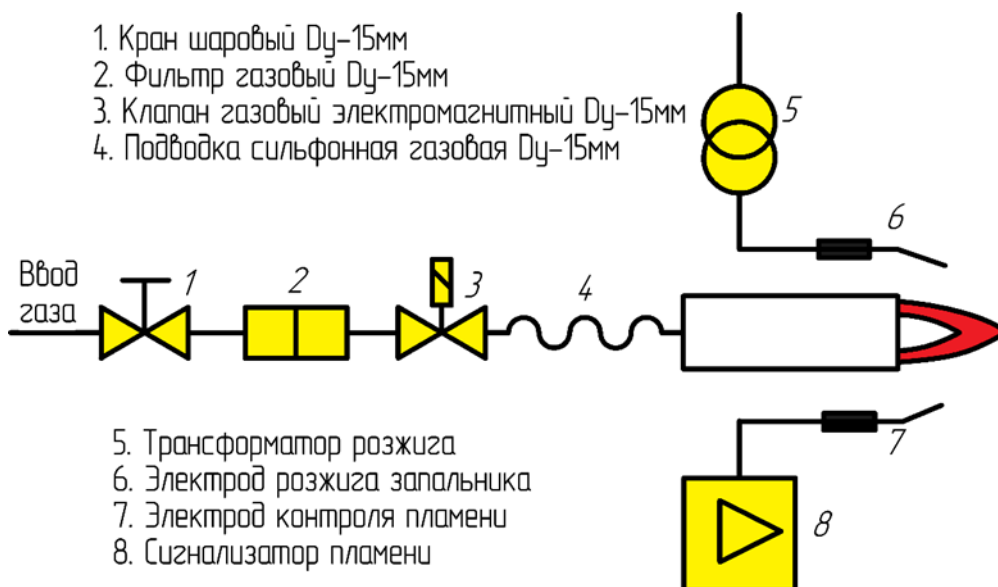 1. Кран шаровый Dy-15мм
2. Фильтр газовый Dy-15мм
3. Клапан газовый электромагнитный Dy-15мм
4. Подводка сильфонная газовая Dy-15мм
5
6
Ввод
газа
1
2
3
4
5. Трансформатор розжига
6. Электрод розжига запальника
7. Электрод контроля пламени
8. Сигнализатор пламени
7
8